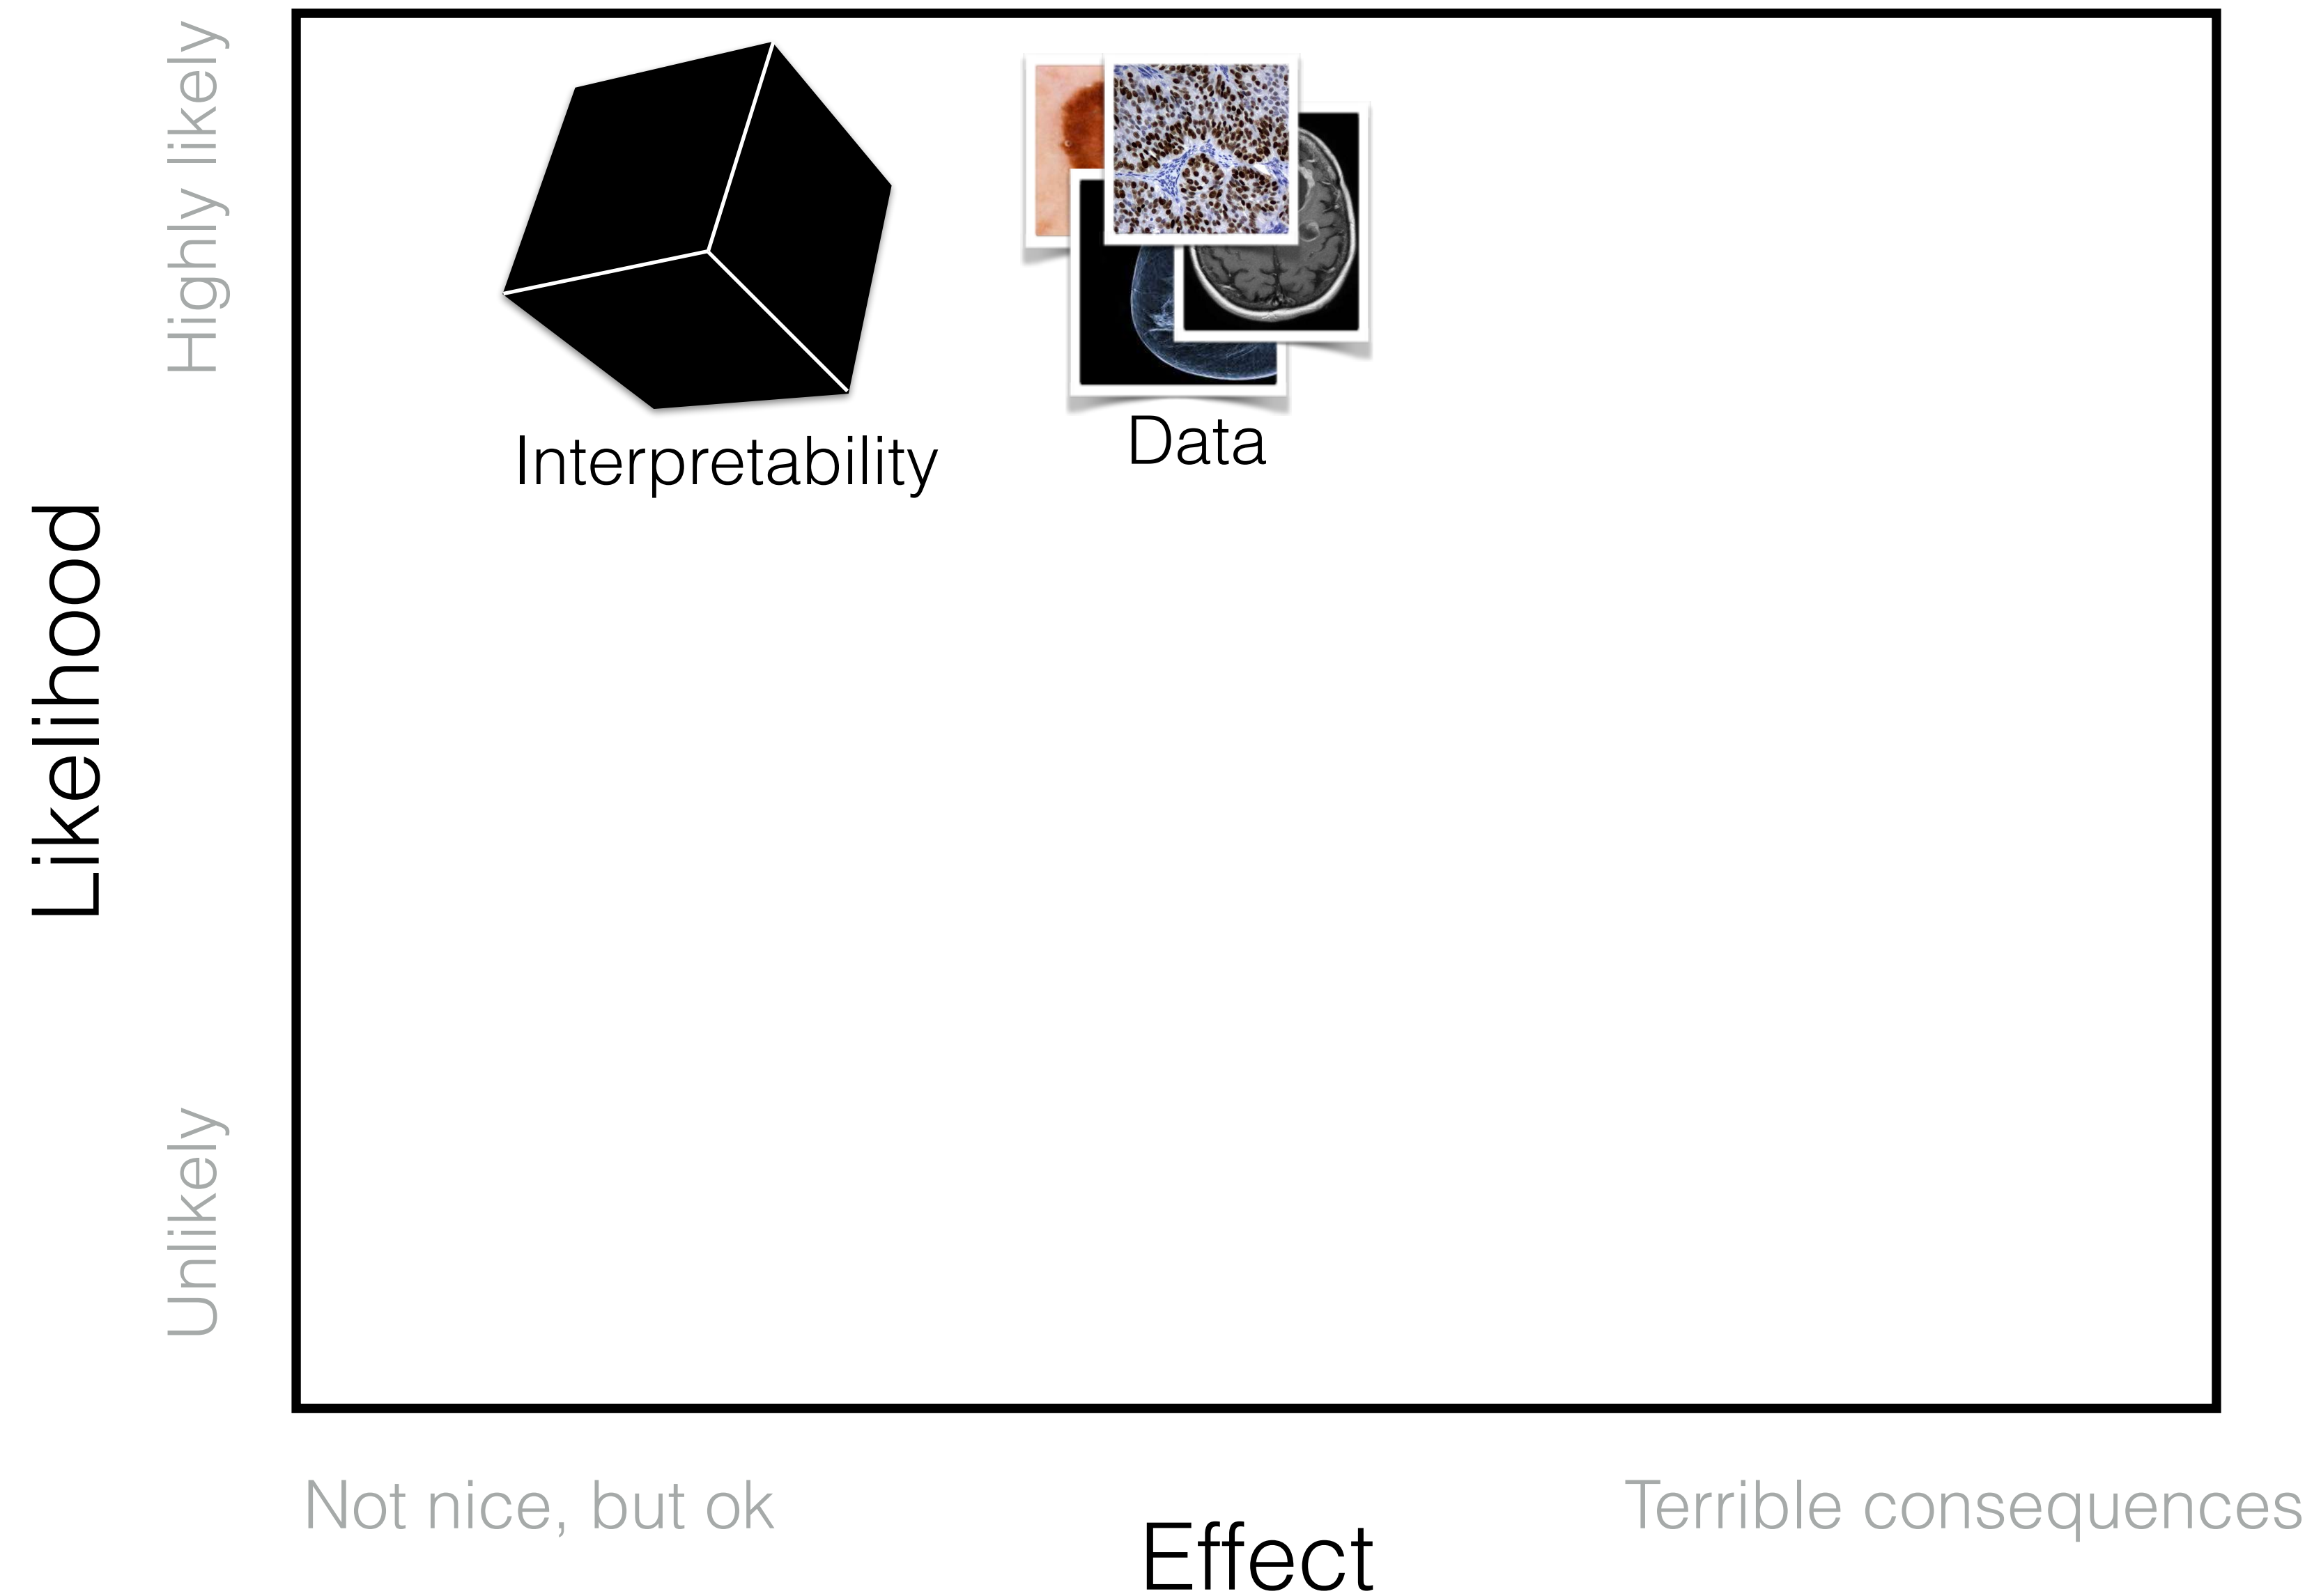 Highly likely
Interpretability
Data
Likelihood
Unlikely
Not nice, but ok
Terrible consequences
Effect